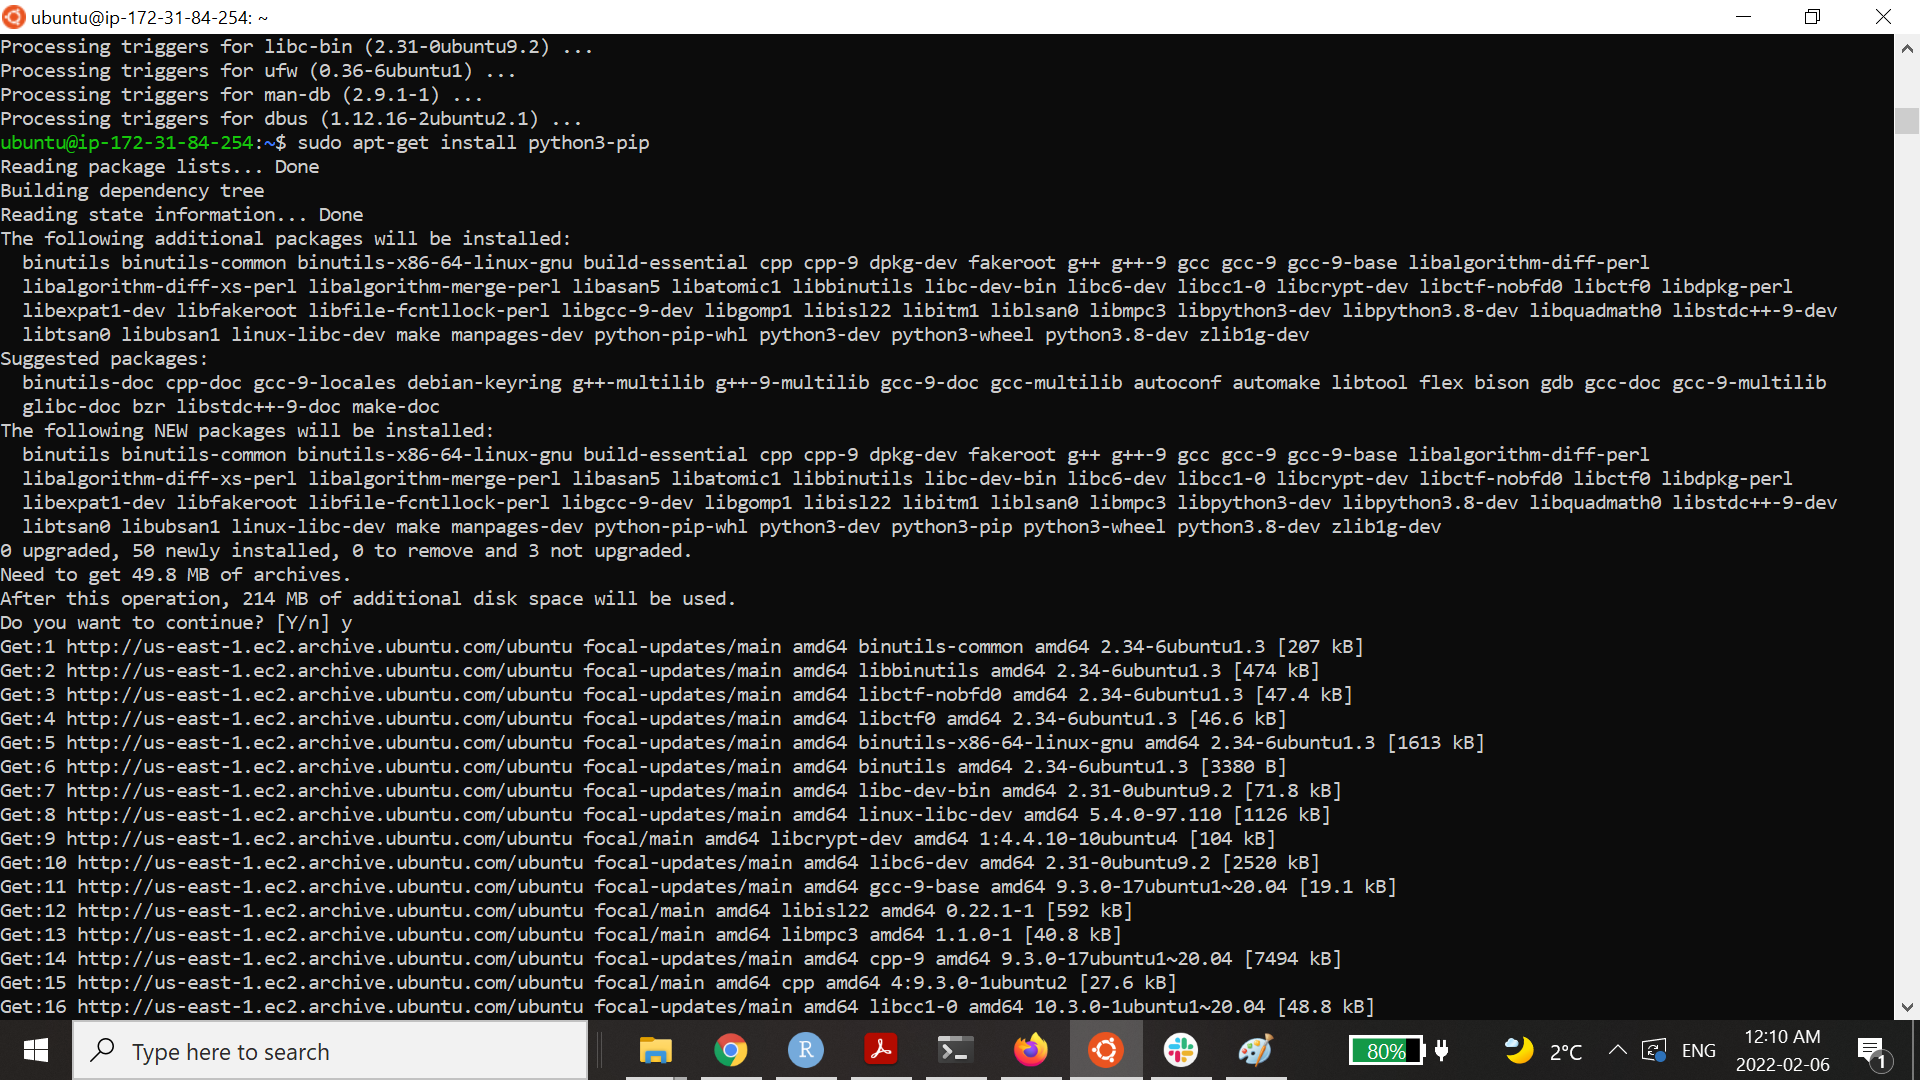 ubuntu@ip-172-31-84-254: ~
Processing triggers for libc-bin (2.31-0ubuntu9.2) ...
Processing triggers for ufw (0.36-6ubuntu1) ...
Processing triggers for man-db (2.9.1-1) ...
Processing triggers for dbus (1.12.16-2ubuntu2.1) ...
ubuntu@ip-172-31-84-254:~$ sudo apt-get install python3-pip
Reading package lists... Done
Building dependency tree
Reading state information... Done
The following additional packages will be installed:
  binutils binutils-common binutils-x86-64-linux-gnu build-essential cpp cpp-9 dpkg-dev fakeroot g++ g++-9 gcc gcc-9 gcc-9-base libalgorithm-diff-perl
  libalgorithm-diff-xs-perl libalgorithm-merge-perl libasan5 libatomic1 libbinutils libc-dev-bin libc6-dev libcc1-0 libcrypt-dev libctf-nobfd0 libctf0 libdpkg-perl
  libexpat1-dev libfakeroot libfile-fcntllock-perl libgcc-9-dev libgomp1 libisl22 libitm1 liblsan0 libmpc3 libpython3-dev libpython3.8-dev libquadmath0 libstdc++-9-dev
  libtsan0 libubsan1 linux-libc-dev make manpages-dev python-pip-whl python3-dev python3-wheel python3.8-dev zlib1g-dev
Suggested packages:
  binutils-doc cpp-doc gcc-9-locales debian-keyring g++-multilib g++-9-multilib gcc-9-doc gcc-multilib autoconf automake libtool flex bison gdb gcc-doc gcc-9-multilib
  glibc-doc bzr libstdc++-9-doc make-doc
The following NEW packages will be installed:
  binutils binutils-common binutils-x86-64-linux-gnu build-essential cpp cpp-9 dpkg-dev fakeroot g++ g++-9 gcc gcc-9 gcc-9-base libalgorithm-diff-perl
  libalgorithm-diff-xs-perl libalgorithm-merge-perl libasan5 libatomic1 libbinutils libc-dev-bin libc6-dev libcc1-0 libcrypt-dev libctf-nobfd0 libctf0 libdpkg-perl
  libexpat1-dev libfakeroot libfile-fcntllock-perl libgcc-9-dev libgomp1 libisl22 libitm1 liblsan0 libmpc3 libpython3-dev libpython3.8-dev libquadmath0 libstdc++-9-dev
  libtsan0 libubsan1 linux-libc-dev make manpages-dev python-pip-whl python3-dev python3-pip python3-wheel python3.8-dev zlib1g-dev
0 upgraded, 50 newly installed, 0 to remove and 3 not upgraded.
Need to get 49.8 MB of archives.
After this operation, 214 MB of additional disk space will be used.
Do you want to continue? [Y/n] y
Get:1 http://us-east-1.ec2.archive.ubuntu.com/ubuntu focal-updates/main amd64 binutils-common amd64 2.34-6ubuntu1.3 [207 kB]
Get:2 http://us-east-1.ec2.archive.ubuntu.com/ubuntu focal-updates/main amd64 libbinutils amd64 2.34-6ubuntu1.3 [474 kB]
Get:3 http://us-east-1.ec2.archive.ubuntu.com/ubuntu focal-updates/main amd64 libctf-nobfd0 amd64 2.34-6ubuntu1.3 [47.4 kB]
Get:4 http://us-east-1.ec2.archive.ubuntu.com/ubuntu focal-updates/main amd64 libctf0 amd64 2.34-6ubuntu1.3 [46.6 kB]
Get:5 http://us-east-1.ec2.archive.ubuntu.com/ubuntu focal-updates/main amd64 binutils-x86-64-linux-gnu amd64 2.34-6ubuntu1.3 [1613 kB]
Get:6 http://us-east-1.ec2.archive.ubuntu.com/ubuntu focal-updates/main amd64 binutils amd64 2.34-6ubuntu1.3 [3380 B]
Get:7 http://us-east-1.ec2.archive.ubuntu.com/ubuntu focal-updates/main amd64 libc-dev-bin amd64 2.31-0ubuntu9.2 [71.8 kB]
Get:8 http://us-east-1.ec2.archive.ubuntu.com/ubuntu focal-updates/main amd64 linux-libc-dev amd64 5.4.0-97.110 [1126 kB]
Get:9 http://us-east-1.ec2.archive.ubuntu.com/ubuntu focal/main amd64 libcrypt-dev amd64 1:4.4.10-10ubuntu4 [104 kB]
Get:10 http://us-east-1.ec2.archive.ubuntu.com/ubuntu focal-updates/main amd64 libc6-dev amd64 2.31-0ubuntu9.2 [2520 kB]
Get:11 http://us-east-1.ec2.archive.ubuntu.com/ubuntu focal-updates/main amd64 gcc-9-base amd64 9.3.0-17ubuntu1~20.04 [19.1 kB]
Get:12 http://us-east-1.ec2.archive.ubuntu.com/ubuntu focal/main amd64 libisl22 amd64 0.22.1-1 [592 kB]
Get:13 http://us-east-1.ec2.archive.ubuntu.com/ubuntu focal/main amd64 libmpc3 amd64 1.1.0-1 [40.8 kB]
Get:14 http://us-east-1.ec2.archive.ubuntu.com/ubuntu focal-updates/main amd64 cpp-9 amd64 9.3.0-17ubuntu1~20.04 [7494 kB]
Get:15 http://us-east-1.ec2.archive.ubuntu.com/ubuntu focal/main amd64 cpp amd64 4:9.3.0-1ubuntu2 [27.6 kB]
Get:16 http://us-east-1.ec2.archive.ubuntu.com/ubuntu focal-updates/main amd64 libcc1-0 amd64 10.3.0-1ubuntu1~20.04 [48.8 kB]
Type here to search
R
80%
2°C
ENG
12:10 AM
2022-02-06
1